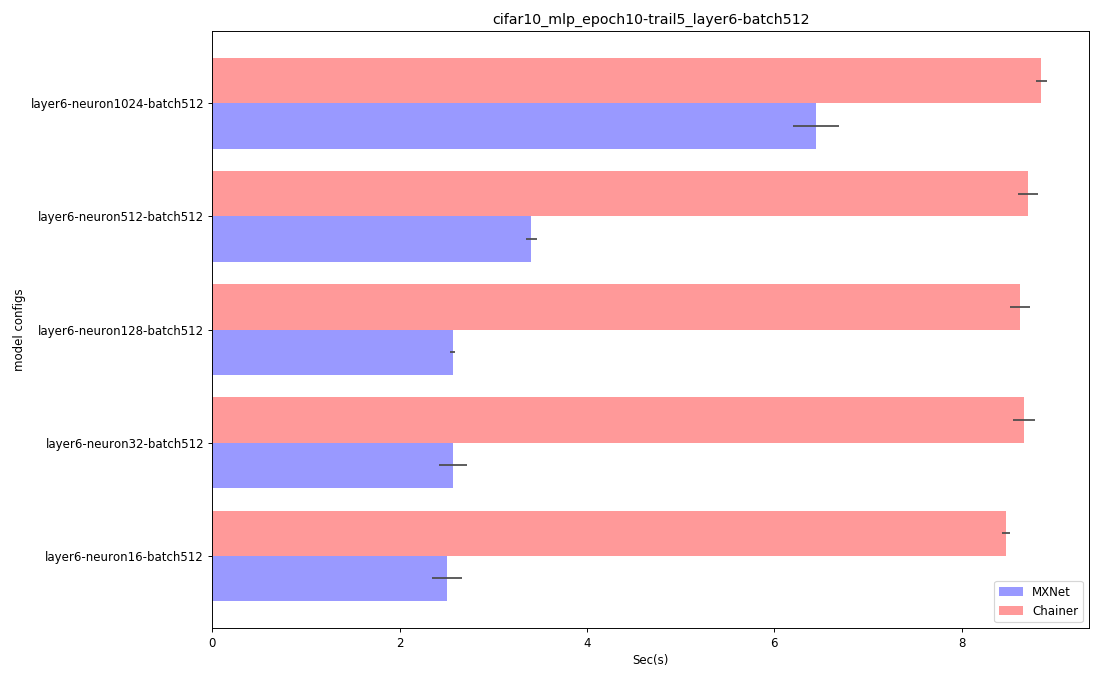 cifar10_mlp_epoch10-trail5_layer6-batch512
layer6-neuron1024-batch512
layer6-neuron512-batch512
layer6-neuron128-batch512
layer6-neuron32-batch512
layer6-neuron16-batch512
model configs
MXNet
Chainer
0 2 4 6 8
Sec(s)